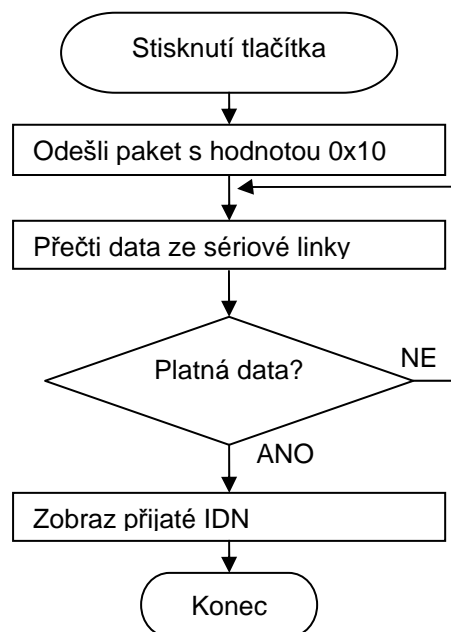 Stisknutí tlačítka
Odešli paket s hodnotou 0x10
Přečti data ze sériové linky
Platná data?
NE
ANO
Zobraz přijaté IDN
Konec